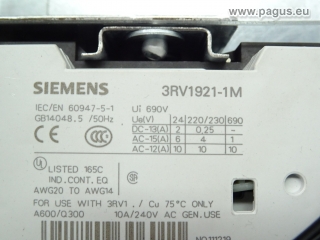 © www.pagus.eu
SIEMENS 3RV1921-1M
IEC/EN 60947-5-1 Ui 690V
GB14048.5 /50Hz Ue(V) 24 220/230 690
DC-13(A) 2 0,25 -
AC-15(A) 6 4 1
AC-12(A) 10 10 10
CCC
UL LISTED 165C
IND.CONT.EQ
AWG20 TO AWG14
FOR USE WITH 3RV1. / Cu 75°C ONLY
A600/Q300 10A/240V AC GEN.USE